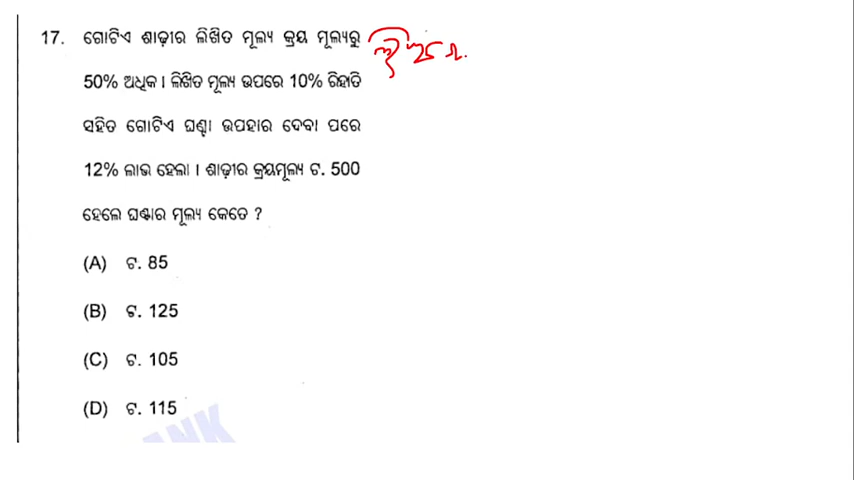 17. ଗୋଟିଏ ଶାଢ଼ୀର ଲିଖିତ ମୂଲ୍ୟ କ୍ରୟ ମୂଲ୍ୟରୁ
50% ଅଧିକ । ଲିଖିତ ମୂଲ୍ୟ ଉପରେ 10% ରିହାତି
ସହିତ ଗୋଟିଏ ଘଣ୍ଟା ଉପହାର ଦେବା ପରେ
12% ଲାଭ ହେଲା । ଶାଢ଼ୀର କ୍ରୟମୂଲ୍ୟ ଟ. 500
ହେଲେ ଘଣ୍ଟାର ମୂଲ୍ୟ କେତେ ?
(A) ଟ. 85
(B) ଟ. 125
(C) ଟ. 105
(D) ଟ. 115